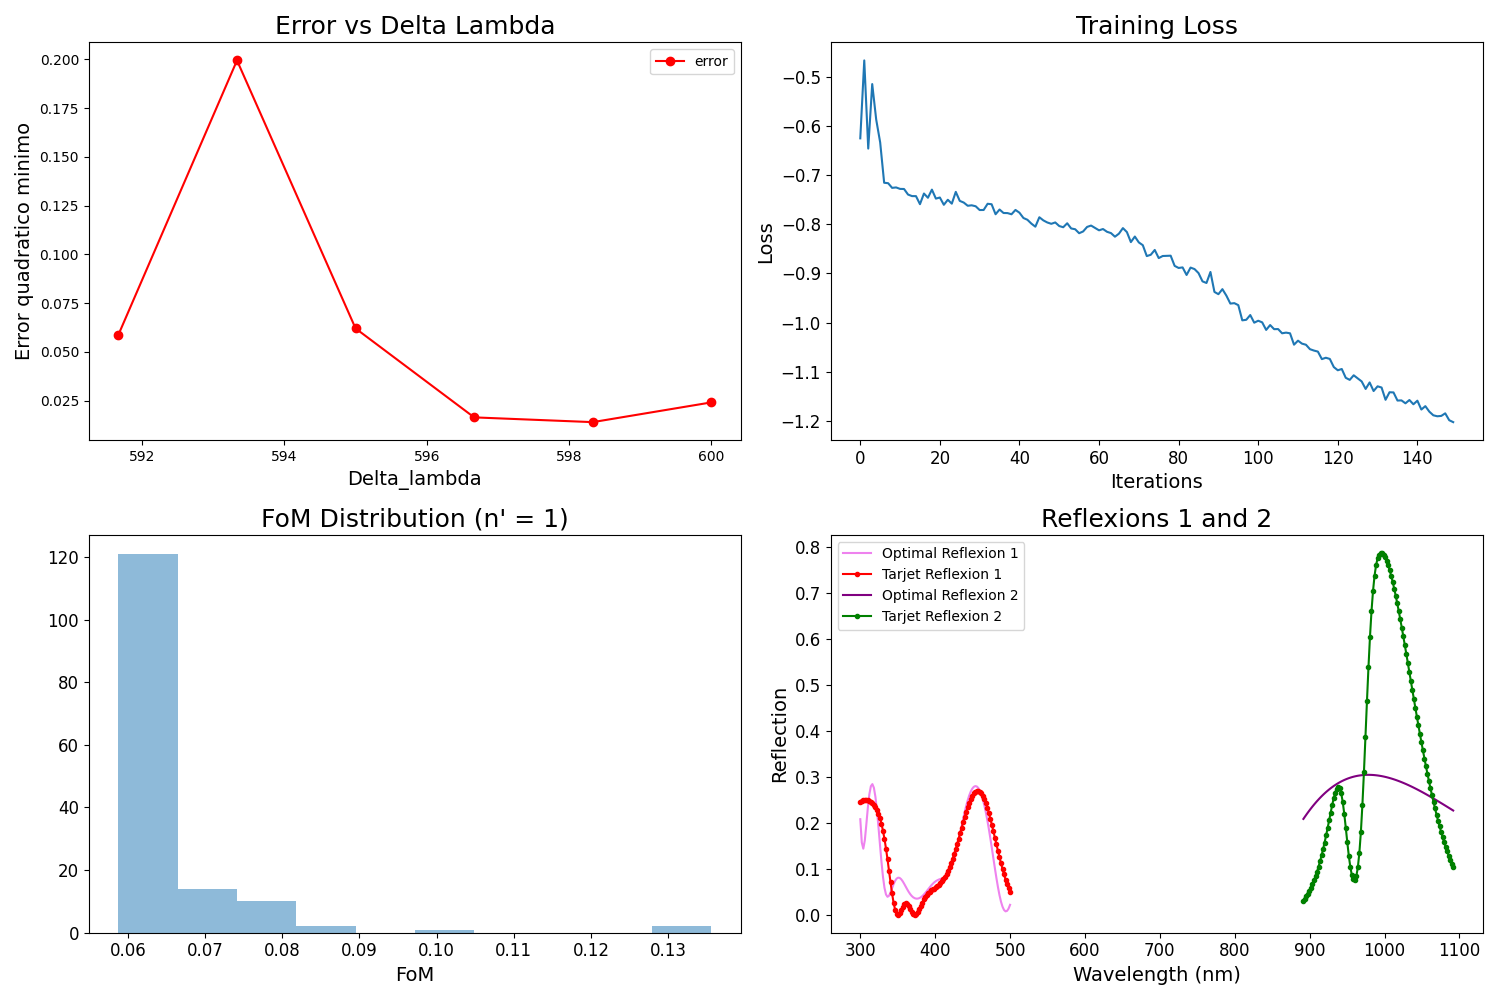 Error vs Delta Lambda
error
0.200
0.175
0.150
0.125
0.100
0.075
0.050
0.025
Error quadratico minimo
592 594 596 598 600
Delta_lambda
Training Loss
−0.5
−0.6
−0.7
−0.8
−0.9
−1.0
−1.1
−1.2
Loss
0 20 40 60 80 100 120 140
Iterations
FoM Distribution (n' = 1)
120
100
80
60
40
20
0
0.06 0.07 0.08 0.09 0.10 0.11 0.12 0.13
FoM
Reflexions 1 and 2
Optimal Reflexion 1
Tarjet Reflexion 1
Optimal Reflexion 2
Tarjet Reflexion 2
0.8
0.7
0.6
0.5
0.4
0.3
0.2
0.1
0.0
Reflection
300 400 500 600 700 800 900 1000 1100
Wavelength (nm)